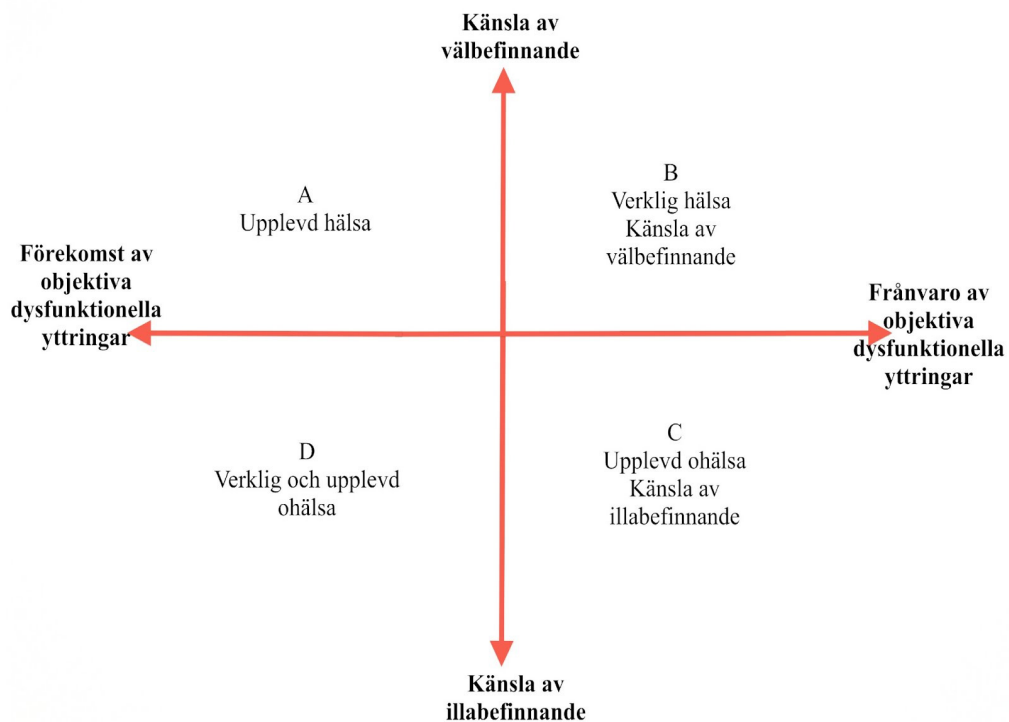 Känsla av
välbefinnande
A
Upplevd hälsa
B
Verklig hälsa
Känsla av
välbefinnande
Förekomst av
objektiva
dysfunktionella
yttringar
Frånvaro av
objektiva
dysfunktionella
yttringar
D
Verklig och upplevd
ohälsa
C
Upplevd ohälsa
Känsla av
illabefinnande
Känsla av
illabefinnande